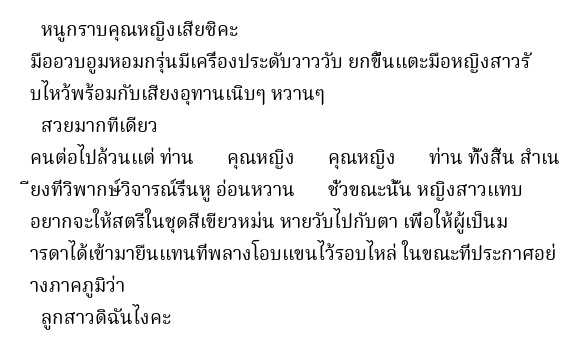 หนูกราบคุณหญิงเสียซิคะ
มืออวบอูมหอมกรุ่นมีเครื่องประดับวาววับ ยกขึ้นแตะมือหญิงสาวรั
บไหว้พร้อมกับเสียงอุทานเนิบๆ หวานๆ
สวยมากทีเดียว
คนต่อไปล้วนแต่ ท่าน คุณหญิง คุณหญิง ท่าน ทั้งสิ้น สำเน
ียงที่วิพากษ์วิจารณ์รื่นหู อ่อนหวาน ชั่วขณะนั้น หญิงสาวแทบ
อยากจะให้สตรีในชุดสีเขียวหม่น หายวับไปกับตา เพื่อให้ผู้เป็นม
ารดาได้เข้ามายืนแทนที่พลางโอบแขนไว้รอบไหล่ ในขณะที่ประกาศอย่
างภาคภูมิว่า
ลูกสาวดิฉันไงคะ